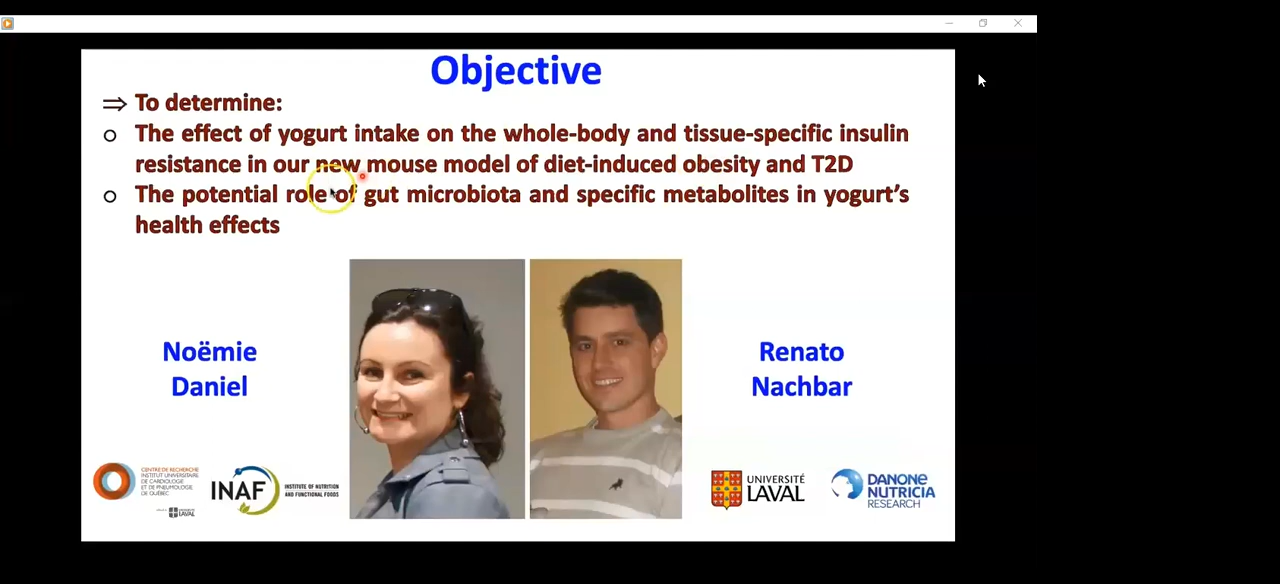 Objective
⇒ To determine:
o The effect of yogurt intake on the whole-body and tissue-specific insulin
resistance in our new mouse model of diet-induced obesity and T2D
o The potential role of gut microbiota and specific metabolites in yogurt's
health effects
Noëmie
Daniel
Renato
Nachbar
CENTRE DE RECHERCHE
INSTITUT UNIVERSITAIRE
DE CARDIOLOGIE
ET DE PNEUMOLOGIE
DE QUÉBEC
UNIVERSITÉ
LAVAL
INAF
INSTITUTE OF NUTRITION
AND FUNCTIONAL FOODS
UNIVERSITÉ
LAVAL
DANONE
NUTRICIA
RESEARCH